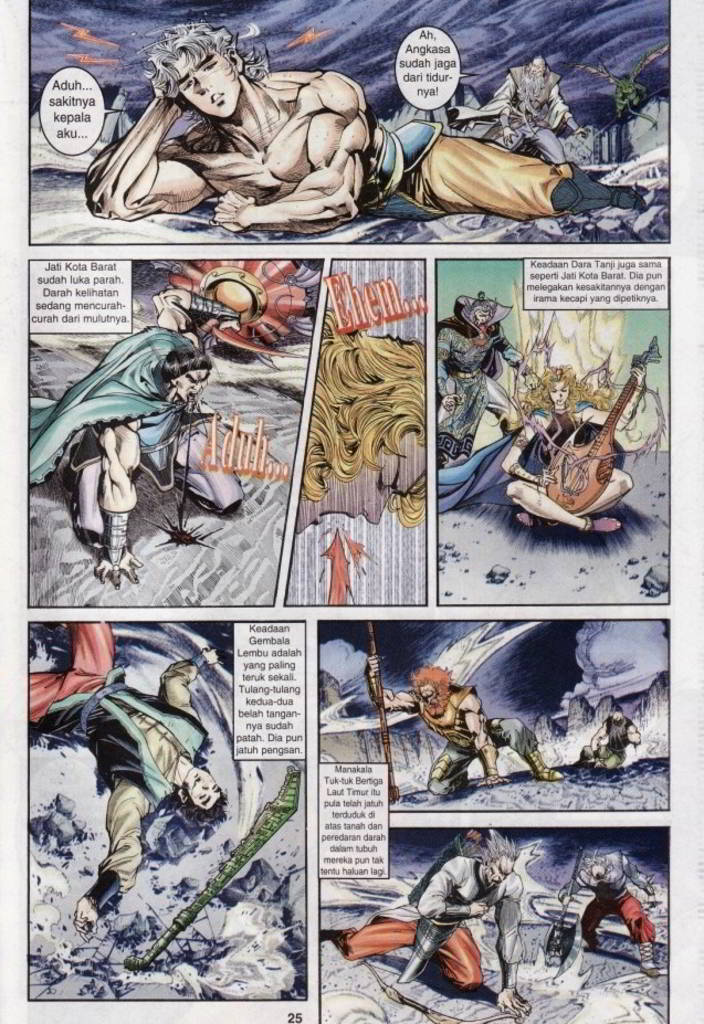 Aduh...
sakitnya
kepala
aku...
Ah,
Angkasa
sudah jaga
dari tidur-
nya!
Jati Kota Barat
sudah luka parah.
Darah kelihatan
sedang mencurah-
curah dari mulutnya.
Aduh...
Ehem...
Keadaan Dara Tanji juga sama
seperti Jati Kota Barat. Dia pun
melegakan kesakitannya dengan
irama kecapi yang dipetiknya.
Keadaan
Gembala
Lembu adalah
yang paling
teruk sekali.
Tulang-tulang
kedua-dua
belah tangan-
nya sudah
patah. Dia pun
jatuh pengsan.
Manakala
Tuk-tuk Bertiga
Laut Timur itu
pula telah jatuh
terduduk di
atas tanah dan
peredaran darah
dalam tubuh
mereka pun tak
tentu haluan lagi.
25